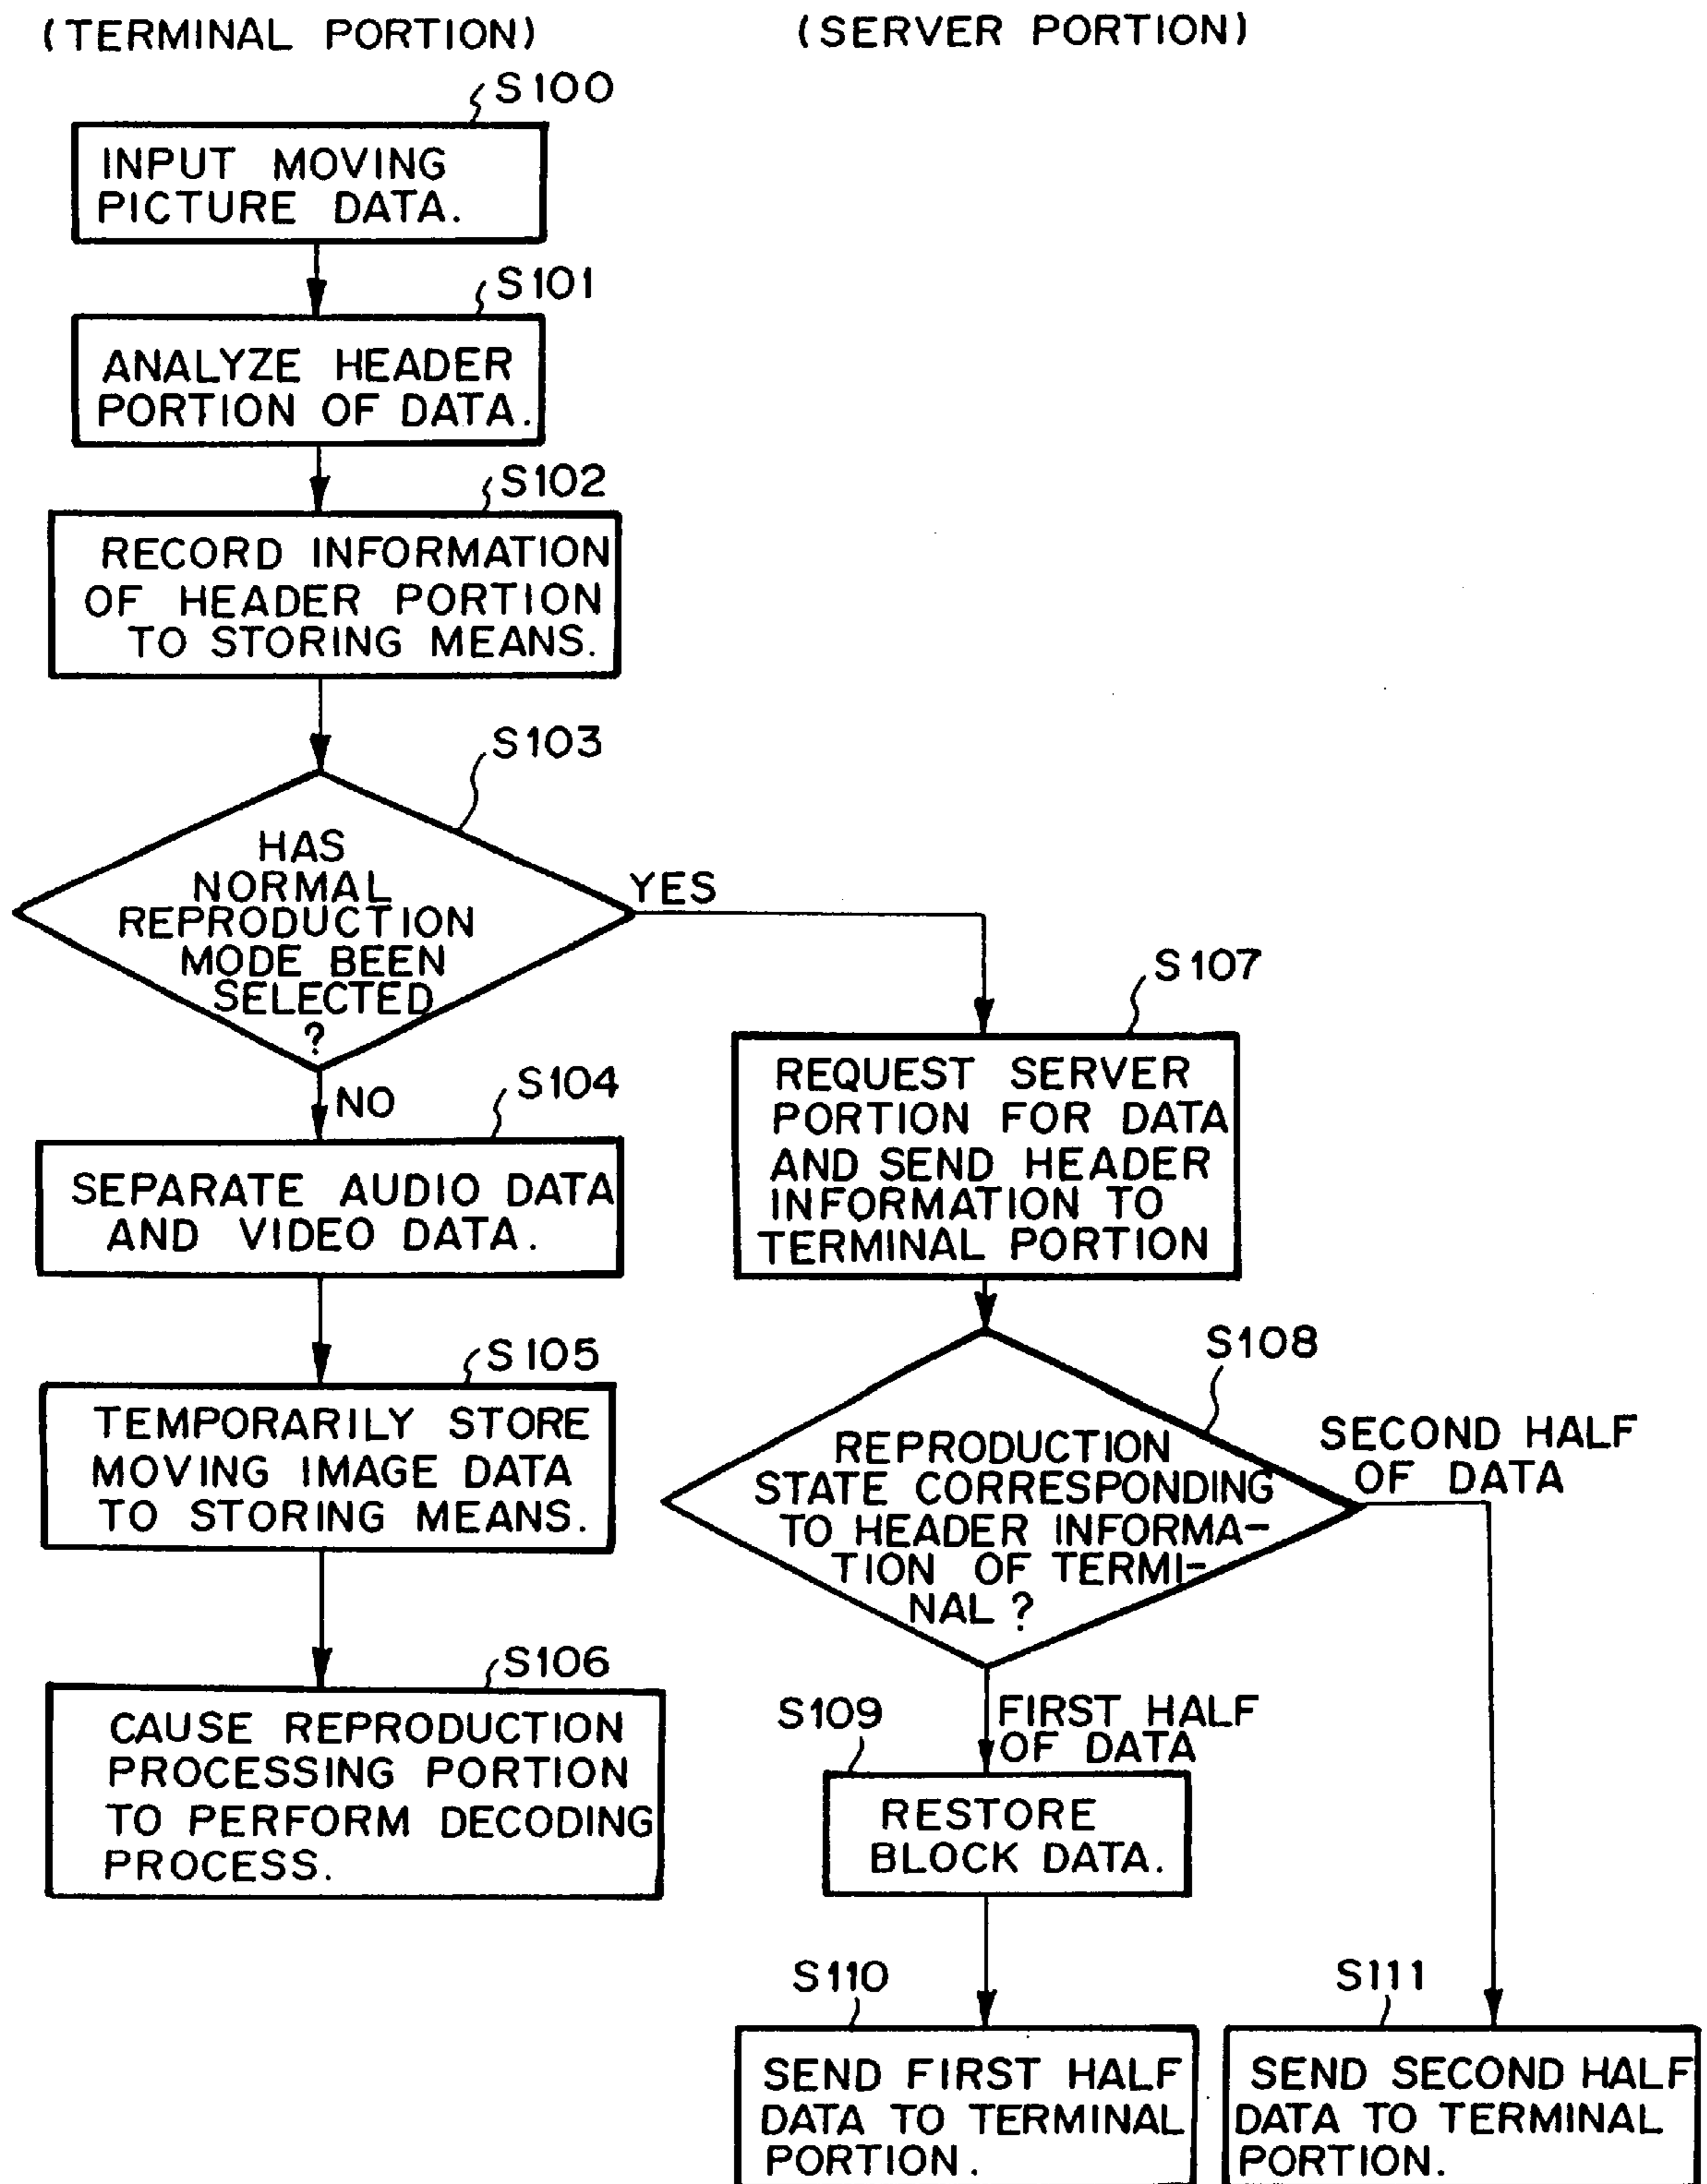 (TERMINAL PORTION)
(SERVER PORTION)
S100
INPUT MOVING
PICTURE DATA.
S101
ANALYZE HEADER
PORTION OF DATA.
S102
RECORD INFORMATION
OF HEADER PORTION
TO STORING MEANS.
S103
HAS
NORMAL
REPRODUCTION
MODE BEEN
SELECTED
?
YES
NO
S104
SEPARATE AUDIO DATA
AND VIDEO DATA.
S105
TEMPORARILY STORE
MOVING IMAGE DATA
TO STORING MEANS.
S106
CAUSE REPRODUCTION
PROCESSING PORTION
TO PERFORM DECODING
PROCESS.
S107
REQUEST SERVER
PORTION FOR DATA
AND SEND HEADER
INFORMATION TO
TERMINAL PORTION
S108
REPRODUCTION
STATE CORRESPONDING
TO HEADER INFORMA-
TION OF TERMI-
NAL ?
SECOND HALF
OF DATA
FIRST HALF
OF DATA
S109
RESTORE
BLOCK DATA.
S110
SEND FIRST HALF
DATA TO TERMINAL
PORTION.
S111
SEND SECOND HALF
DATA TO TERMINAL
PORTION.